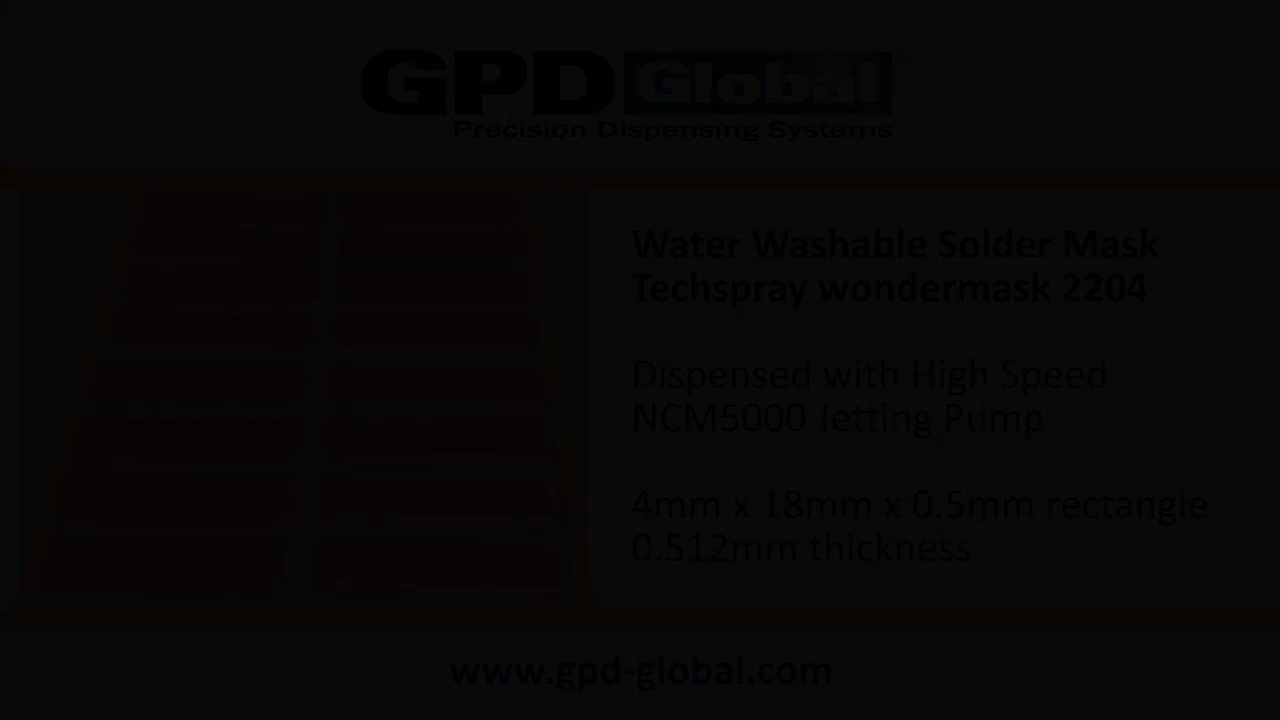 GPD Global
Precision Dispensing Systems
Water Washable Solder Mask
Techspray wondermask 2204
Dispensed with High Speed
NCM5000 Jetting Pump
4mm x 18mm x 0.5mm rectangle
0.512mm thickness
www.gpd-global.com